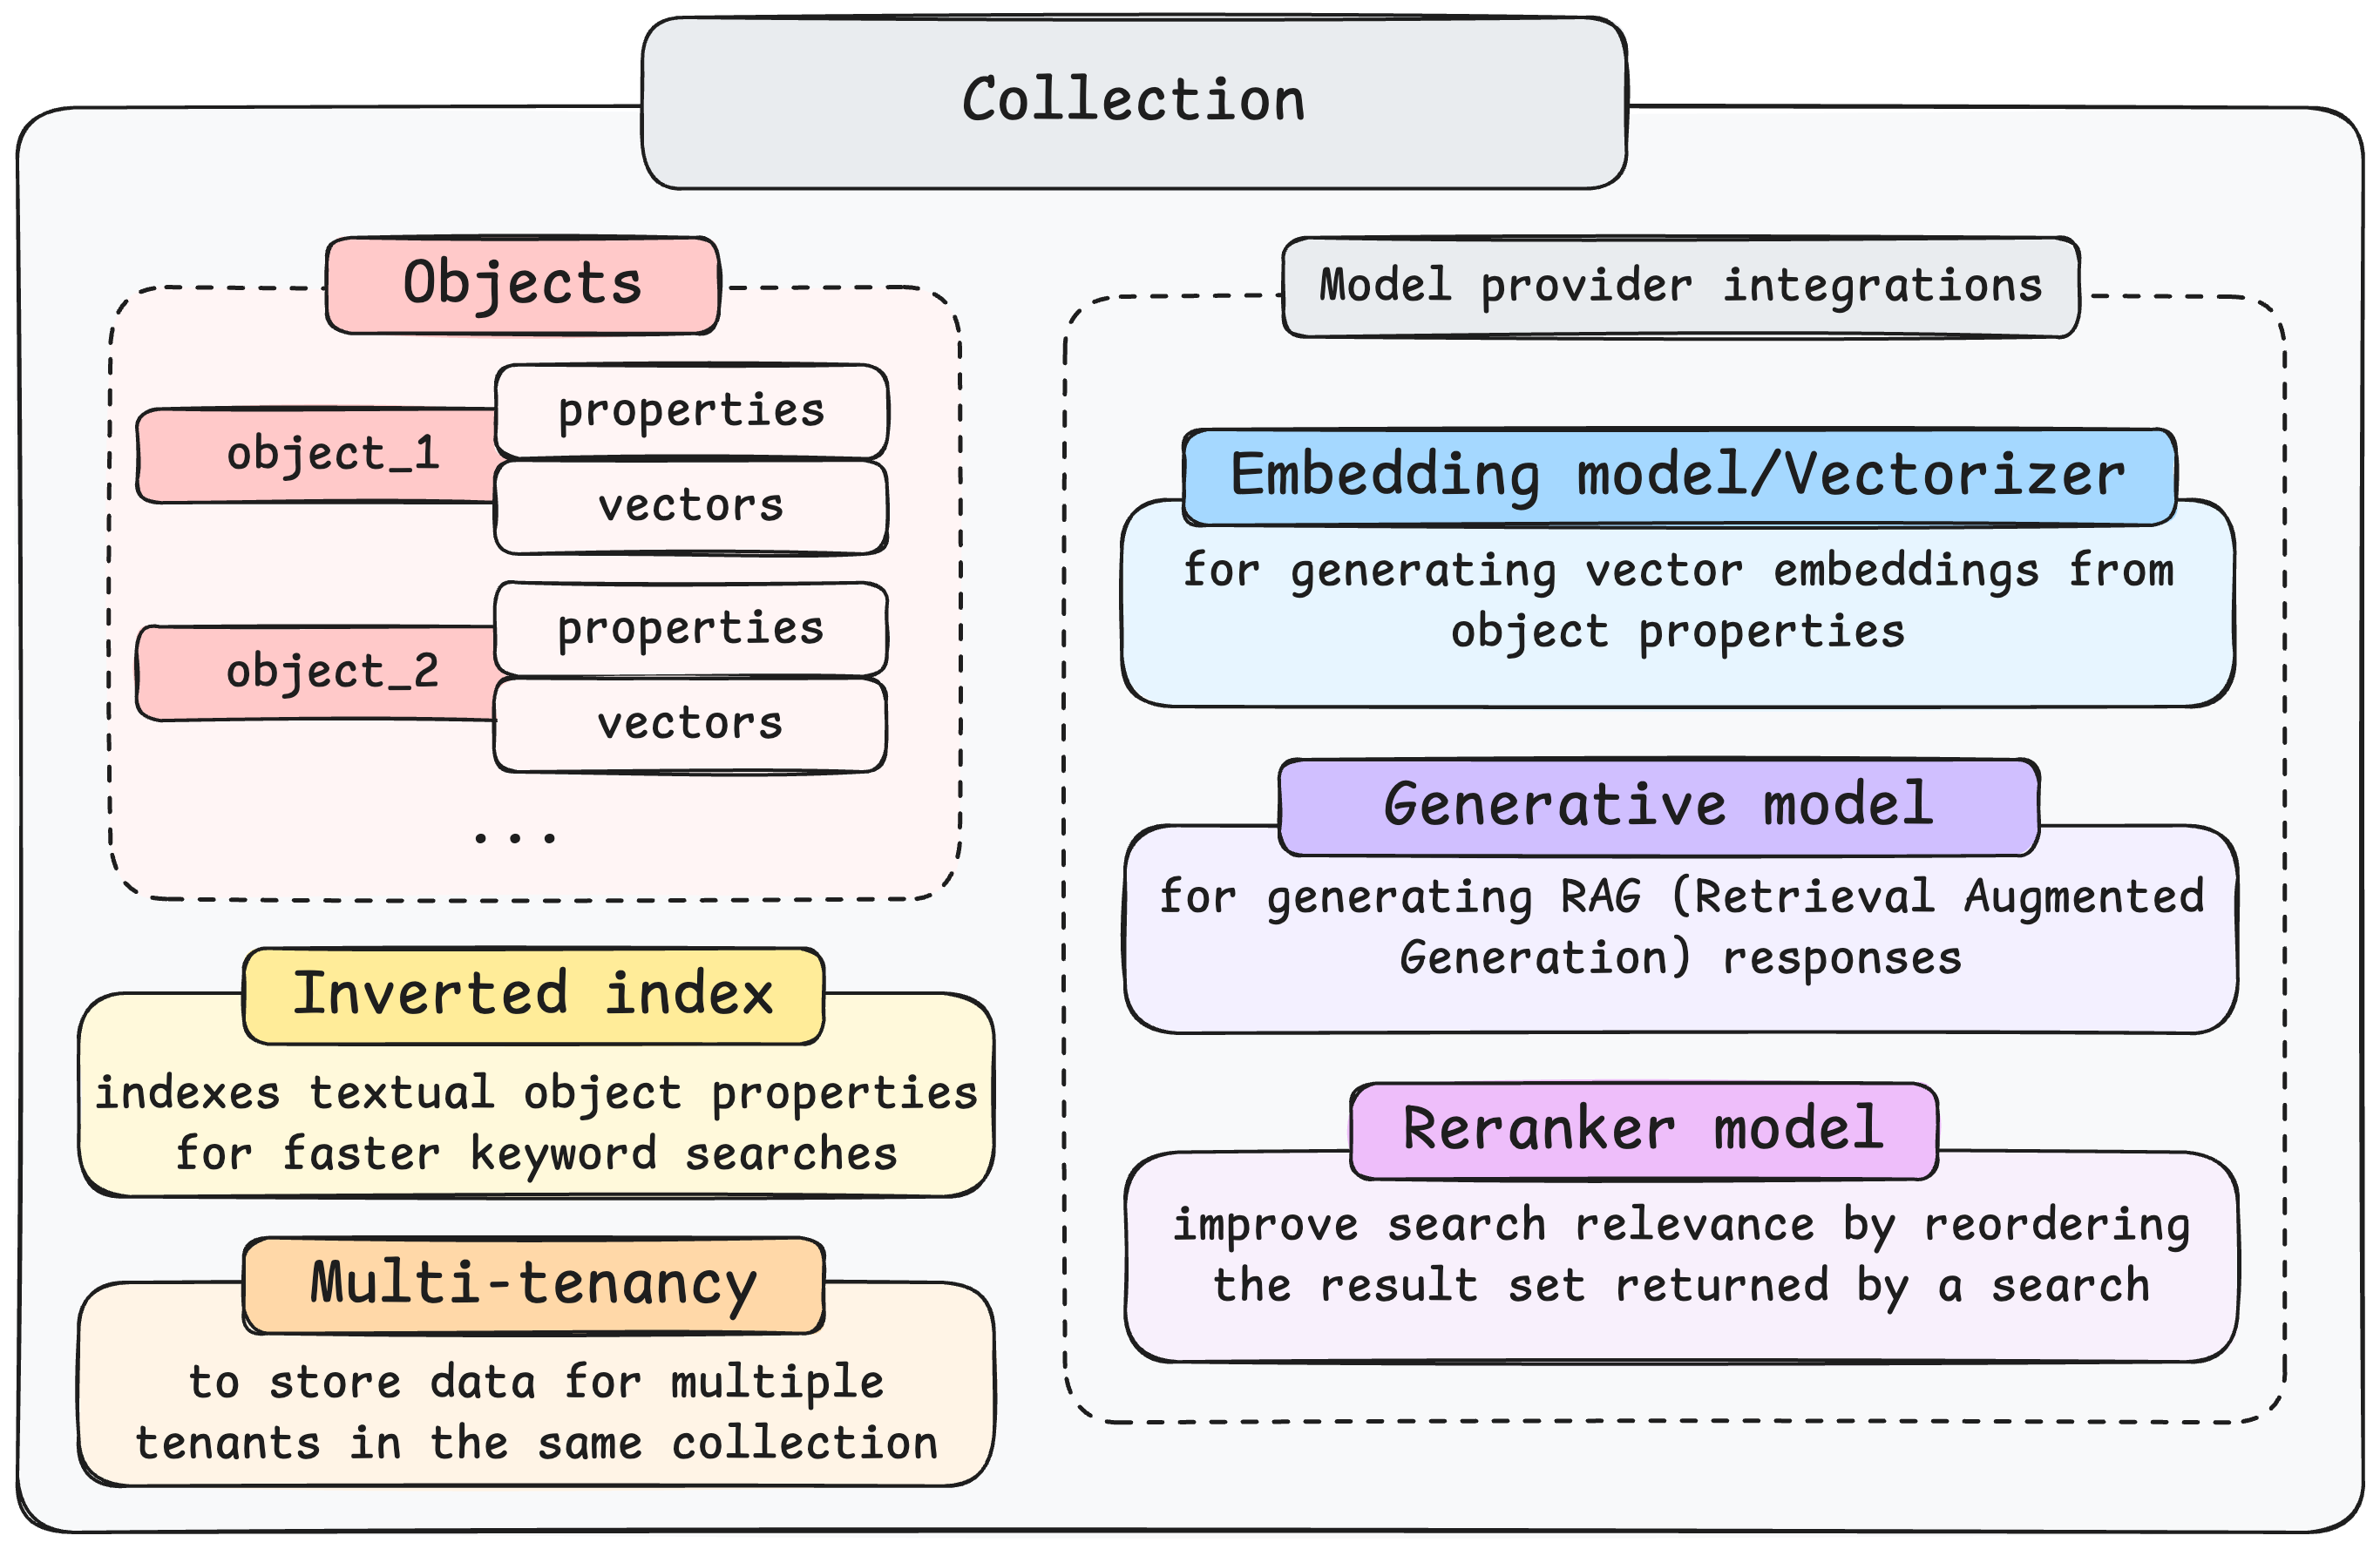 Collection
Objects
object_1
properties
vectors
object_2
properties
vectors
...
Inverted index
indexes textual object properties
for faster keyword searches
Multi-tenancy
to store data for multiple
tenants in the same collection
Model provider integrations
Embedding model/Vectorizer
for generating vector embeddings from
object properties
Generative model
for generating RAG (Retrieval Augmented
Generation) responses
Reranker model
improve search relevance by reordering
the result set returned by a search